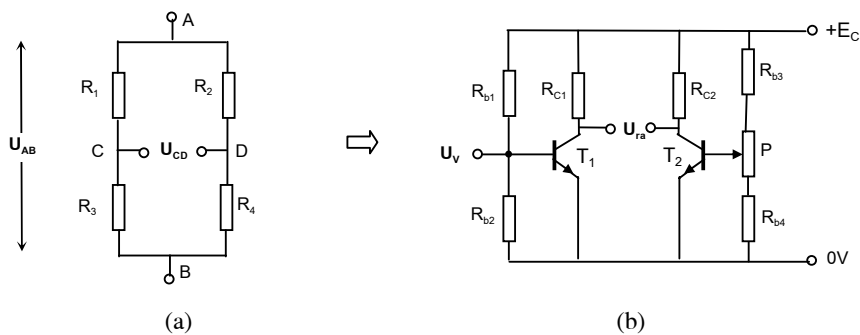 A
R1
R2
UAB
C
UCD
D
R3
R4
B
(a)
+EC
Rb1
RC1
RC2
Rb3
Ura
UV
T1
T2
P
Rb2
Rb4
0V
(b)